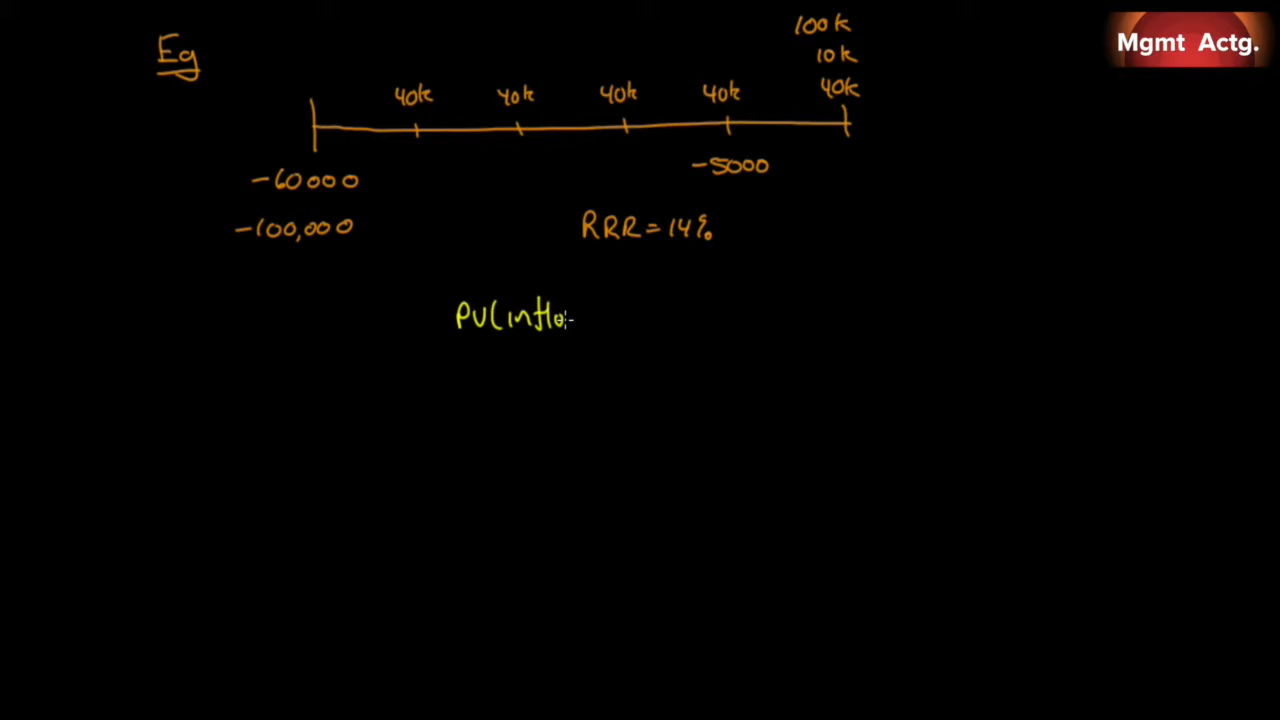 Mgmt Actg.
Eg
100k
10k
40k 40k 40k 40k 40k
-60000
-5000
-100,000
RRR = 14%
PV(inflo